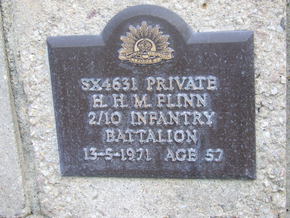 SX4631 PRIVATE
H. H. M. FLINN
2/10 INFANTRY
BATTALION
13-5-1971 AGE 57